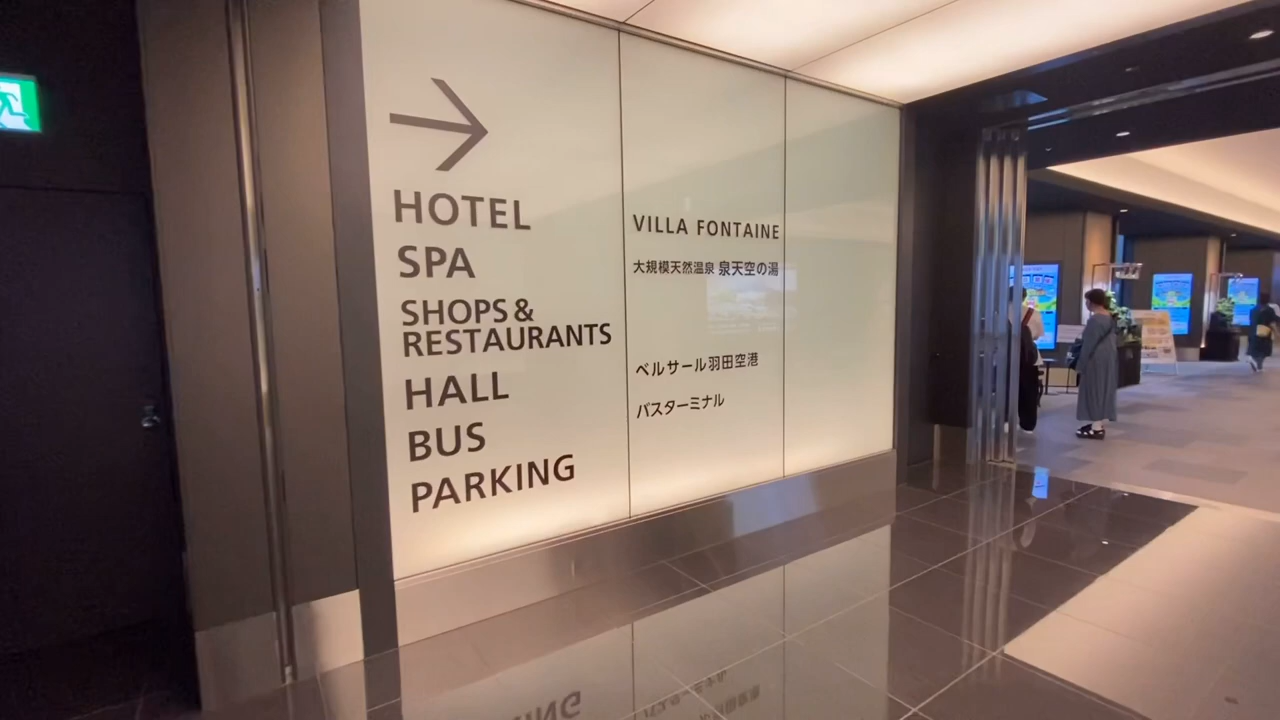 HOTEL
VILLA FONTAINE
SPA
大規模天然温泉 泉天空の湯
SHOPS &
RESTAURANTS
HALL
ベルサール羽田空港
BUS
バスターミナル
PARKING